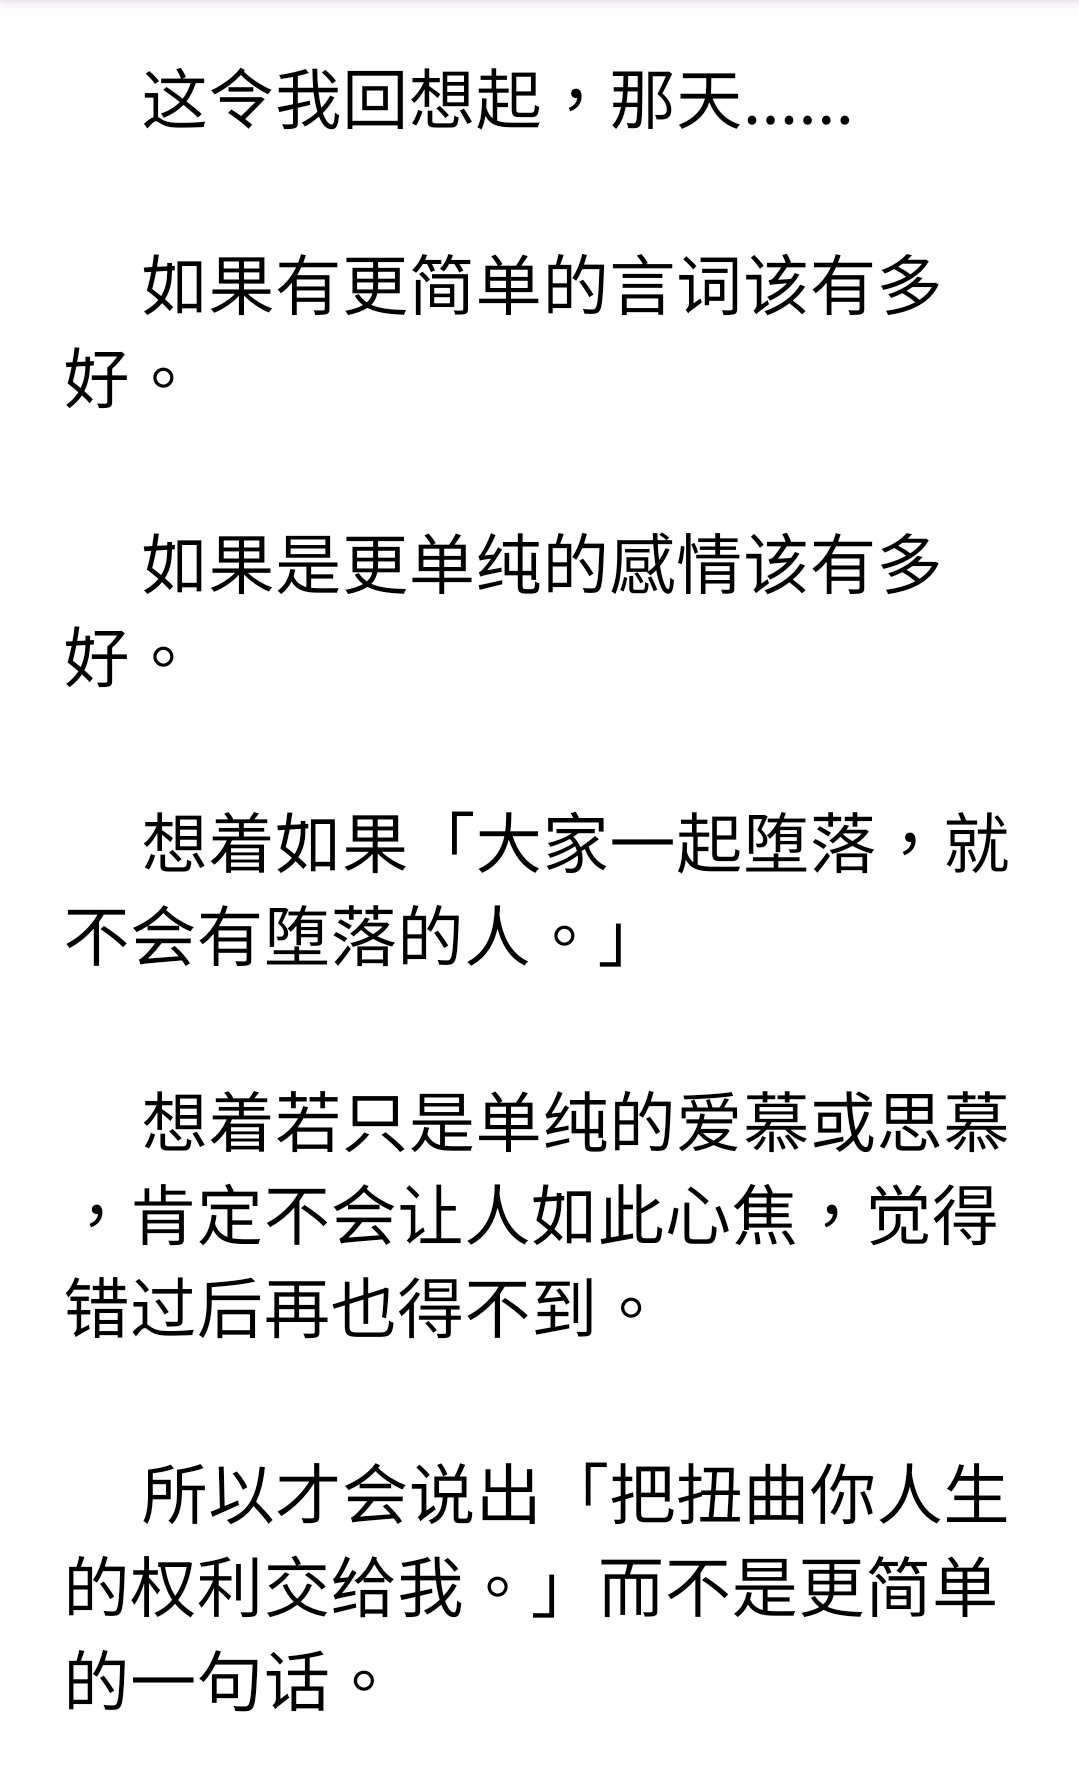 这令我回想起，那天......
如果有更简单的言词该有多
好。
如果是更单纯的感情该有多
好。
想着如果「大家一起堕落，就
不会有堕落的人。」
想着若只是单纯的爱慕或思慕
，肯定不会让人如此心焦，觉得
错过后再也得不到。
所以才会说出「把扭曲你人生
的权利交给我。」而不是更简单
的一句话。